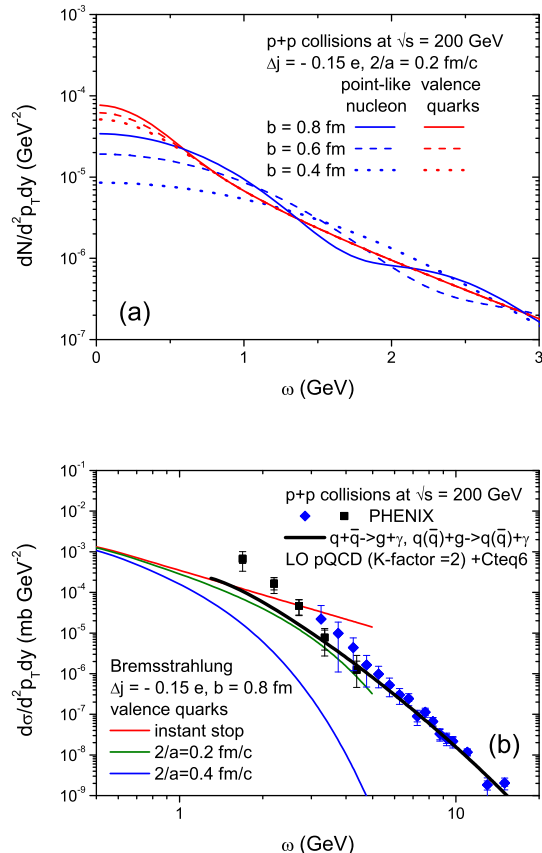 p+p collisions at √s = 200 GeV
Δj = - 0.15 e, 2/a = 0.2 fm/c
point-like valence
nucleon quarks
b = 0.8 fm
b = 0.6 fm
b = 0.4 fm
dN/d²p_T dy (GeV⁻²)
10⁻⁴
10⁻⁵
10⁻⁶
10⁻⁷
(a)
0 1 2 3
ω (GeV)
p+p collisions at √s = 200 GeV
PHENIX
q+q̄->g+γ, q(q̄)+g->q(q̄)+γ
LO pQCD (K-factor =2) +Cteq6
dσ/d²p_T dy (mb GeV⁻²)
10⁻¹
10⁻²
10⁻³
10⁻⁴
10⁻⁵
10⁻⁶
10⁻⁷
10⁻⁸
10⁻⁹
Bremsstrahlung
Δj = - 0.15 e, b = 0.8 fm
valence quarks
instant stop
2/a=0.2 fm/c
2/a=0.4 fm/c
(b)
1 10
ω (GeV)